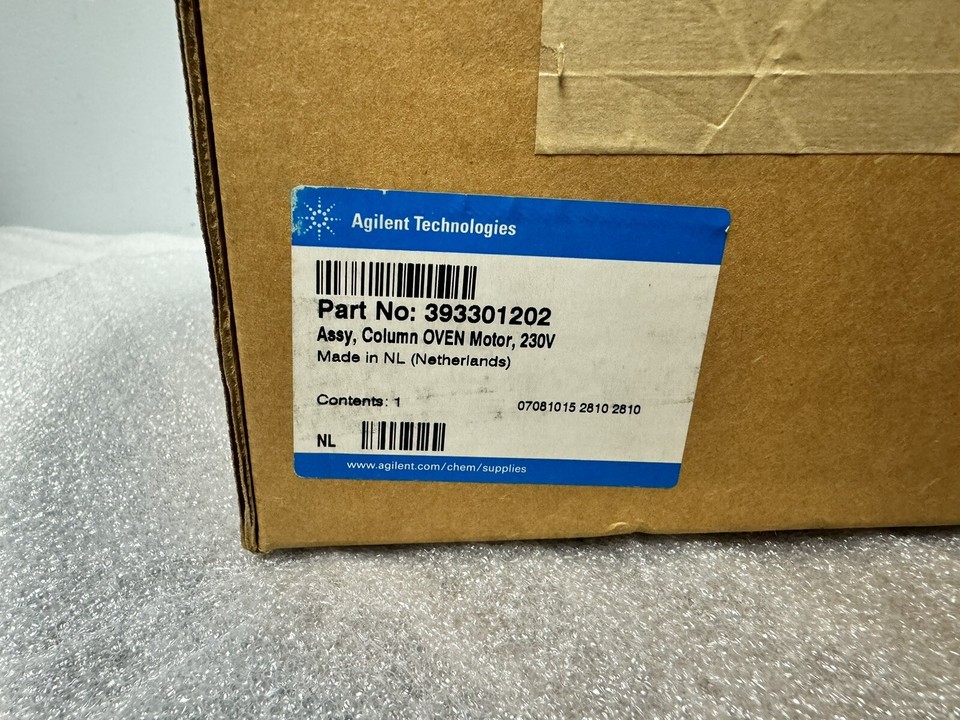 Agilent Technologies
Part No: 393301202
Assy, Column OVEN Motor, 230V
Made in NL (Netherlands)
Contents: 1
07081015 2810 2810
NL
www.agilent.com/chem/supplies